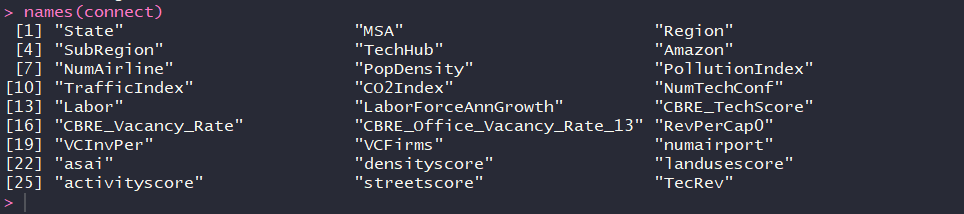 > names(connect)
[1] "State" "MSA" "Region"
[4] "SubRegion" "TechHub" "Amazon"
[7] "NumAirline" "PopDensity" "PollutionIndex"
[10] "TrafficIndex" "CO2Index" "NumTechConf"
[13] "Labor" "LaborForceAnnGrowth" "CBRE_TechScore"
[16] "CBRE_Vacancy_Rate" "CBRE_Office_Vacancy_Rate_13" "RevPerCap0"
[19] "VCInvPer" "VCFirms" "numairport"
[22] "asai" "densityscore" "landusescore"
[25] "activityscore" "streetscore" "TecRev"
>